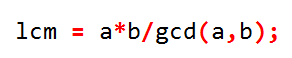 lcm = a*b/gcd(a,b);